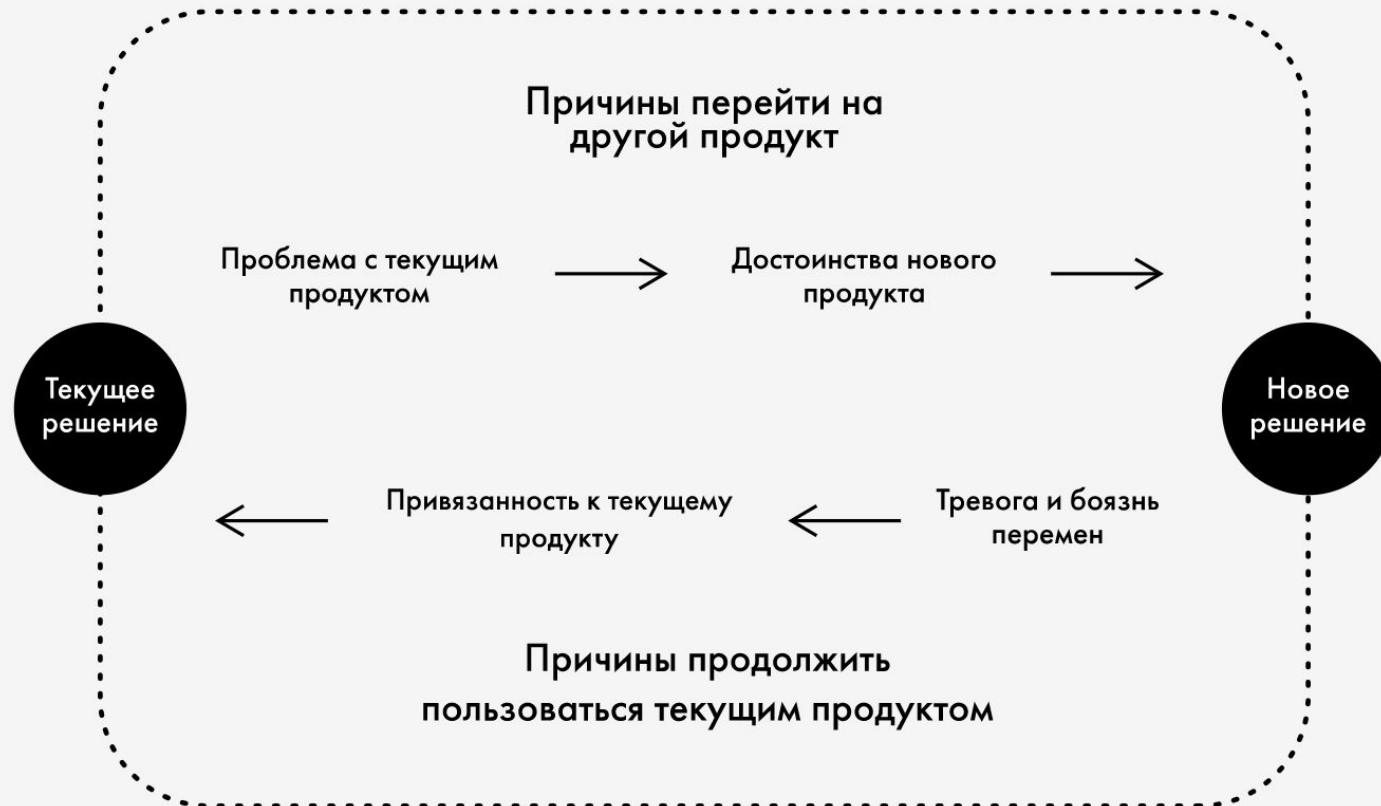 Причины перейти на
другой продукт
Проблема с текущим
продуктом
Достоинства нового
продукта
Текущее
решение
Новое
решение
Привязанность к текущему
продукту
Тревога и боязнь
перемен
Причины продолжить
пользоваться текущим продуктом